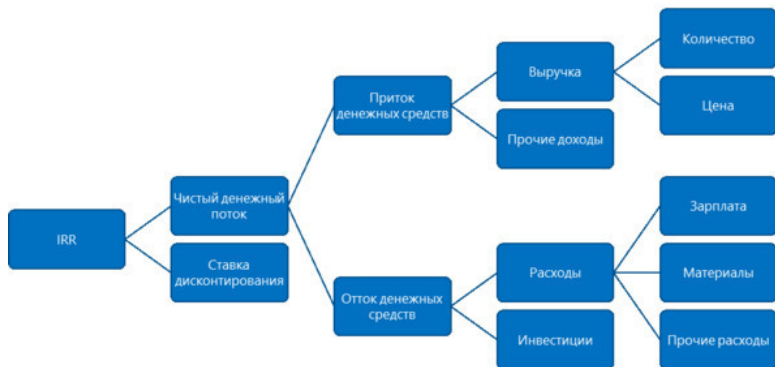 IRR
Чистый денежный
поток
Ставка
дисконтирования
Приток
денежных средств
Отток денежных
средств
Выручка
Прочие доходы
Расходы
Инвестиции
Количество
Цена
Зарплата
Материалы
Прочие расходы